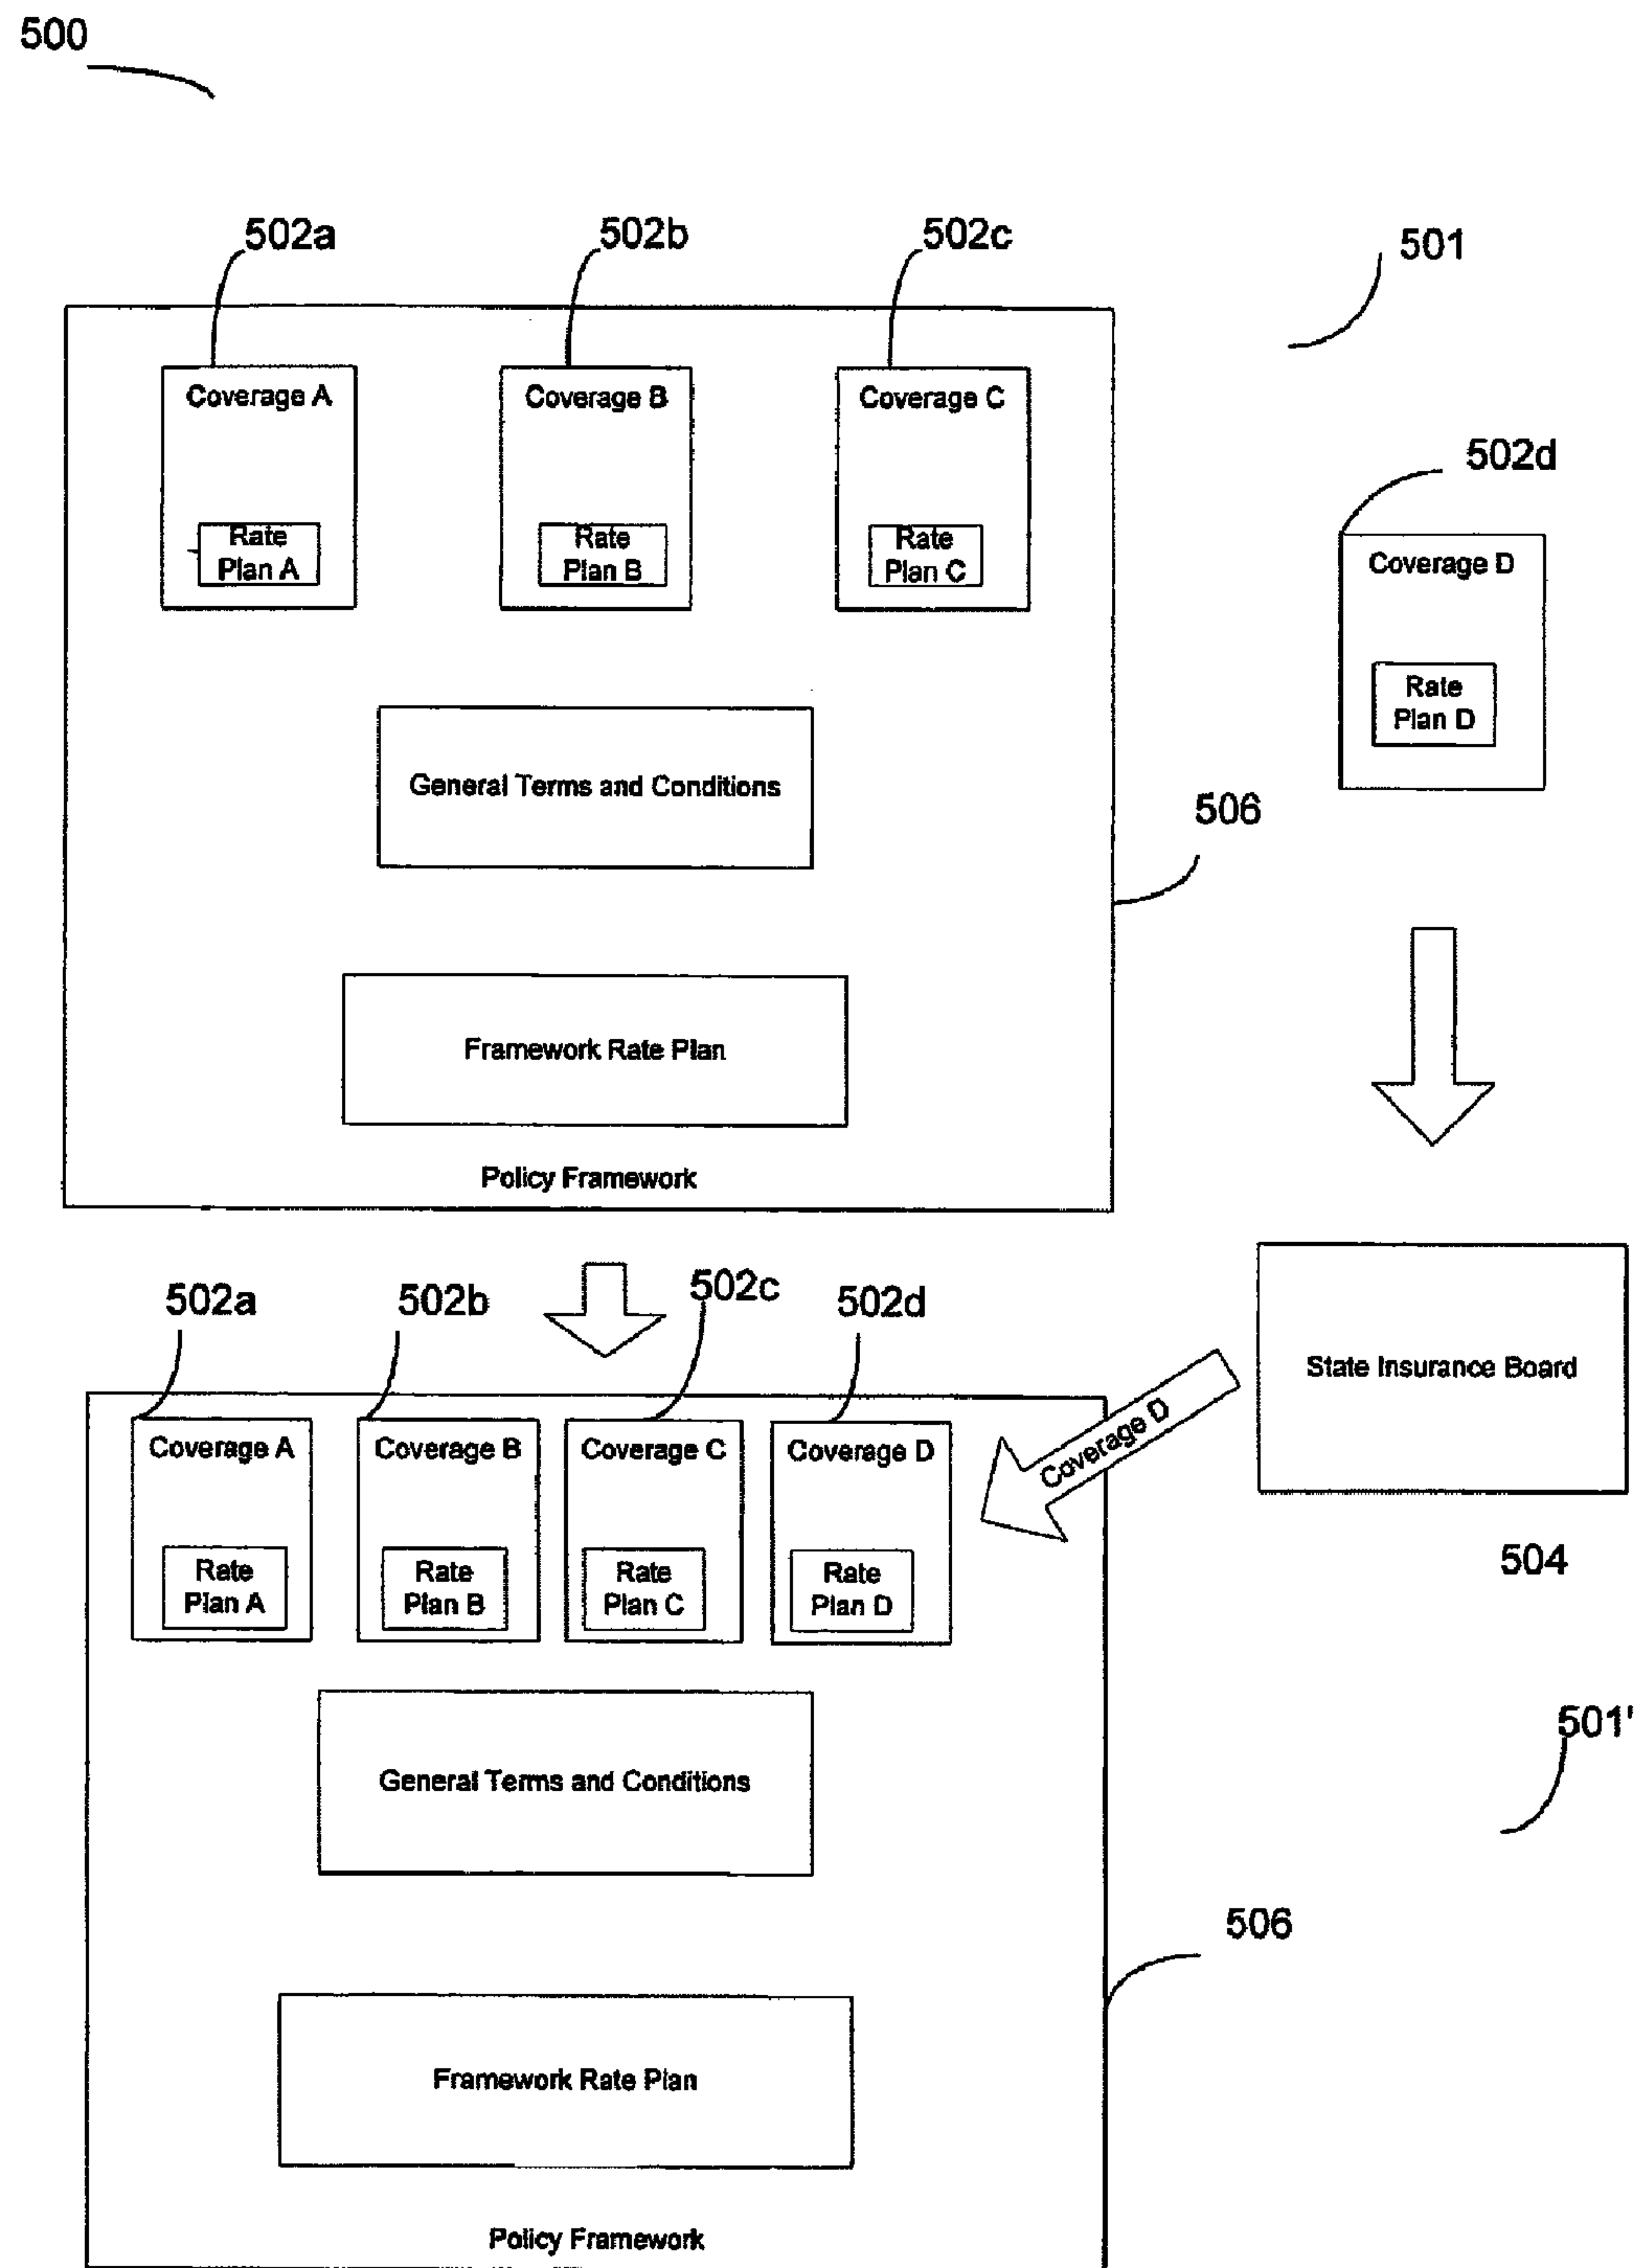 500
502a
502b
502c
501
Coverage A
Coverage B
Coverage C
502d
Rate
Plan A
Rate
Plan B
Rate
Plan C
Coverage D
Rate
Plan D
General Terms and Conditions
506
Framework Rate Plan
Policy Framework
502a
502b
502c
502d
State Insurance Board
Coverage D
Coverage A
Coverage B
Coverage C
Coverage D
504
Rate
Plan A
Rate
Plan B
Rate
Plan C
Rate
Plan D
501'
General Terms and Conditions
506
Framework Rate Plan
Policy Framework